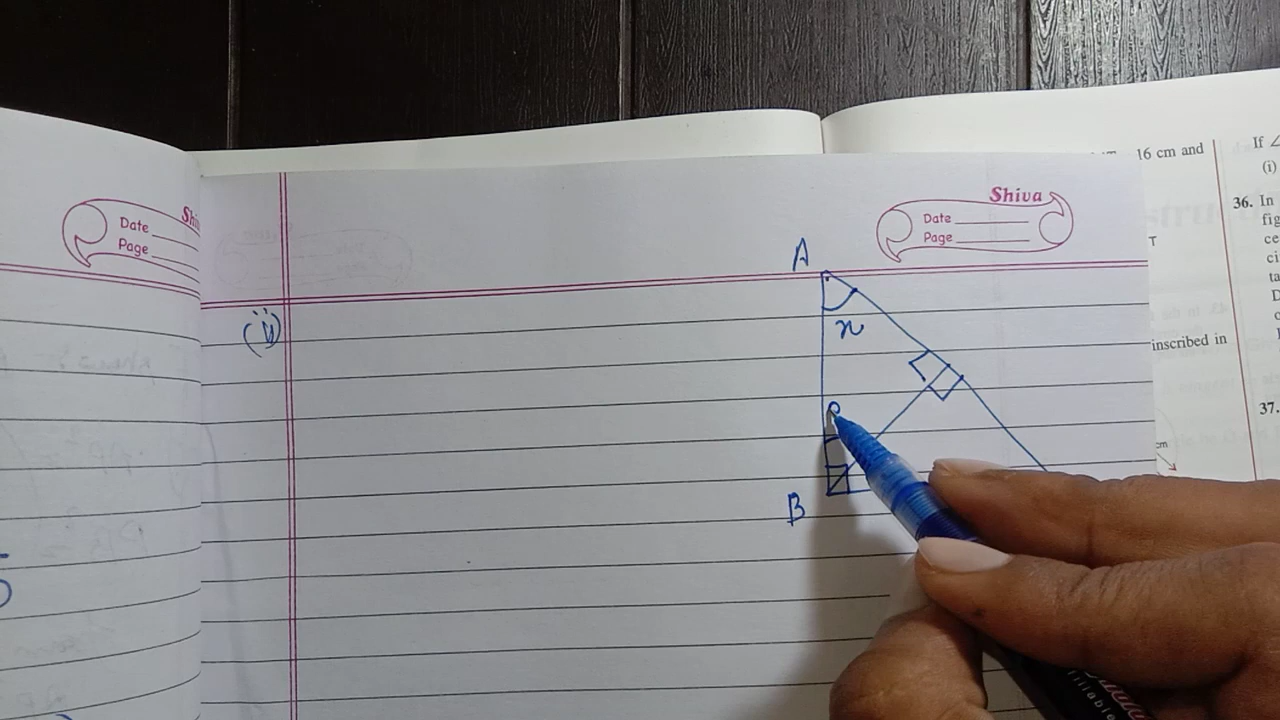 16 cm and
If ∠
(i)
36. In
fig
ce
ci
ta
D
T
inscribed in
37.
cm
Shiva
Date
Page
Date
Page
(ii)
A
x
B